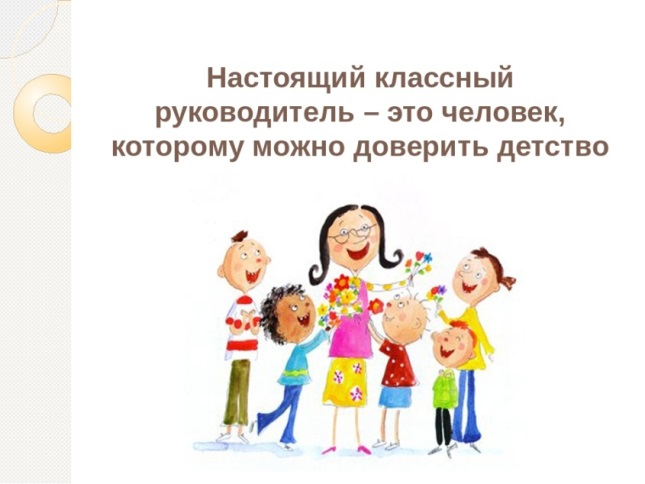 Настоящий классный
руководитель – это человек,
которому можно доверить детство